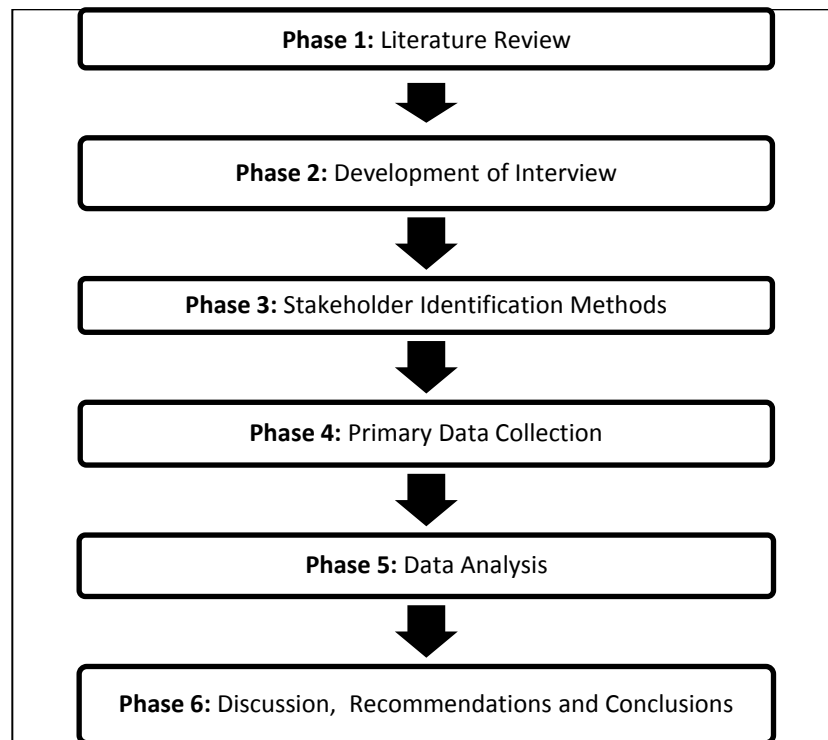 Phase 1: Literature Review
Phase 2: Development of Interview
Phase 3: Stakeholder Identification Methods
Phase 4: Primary Data Collection
Phase 5: Data Analysis
Phase 6: Discussion, Recommendations and Conclusions